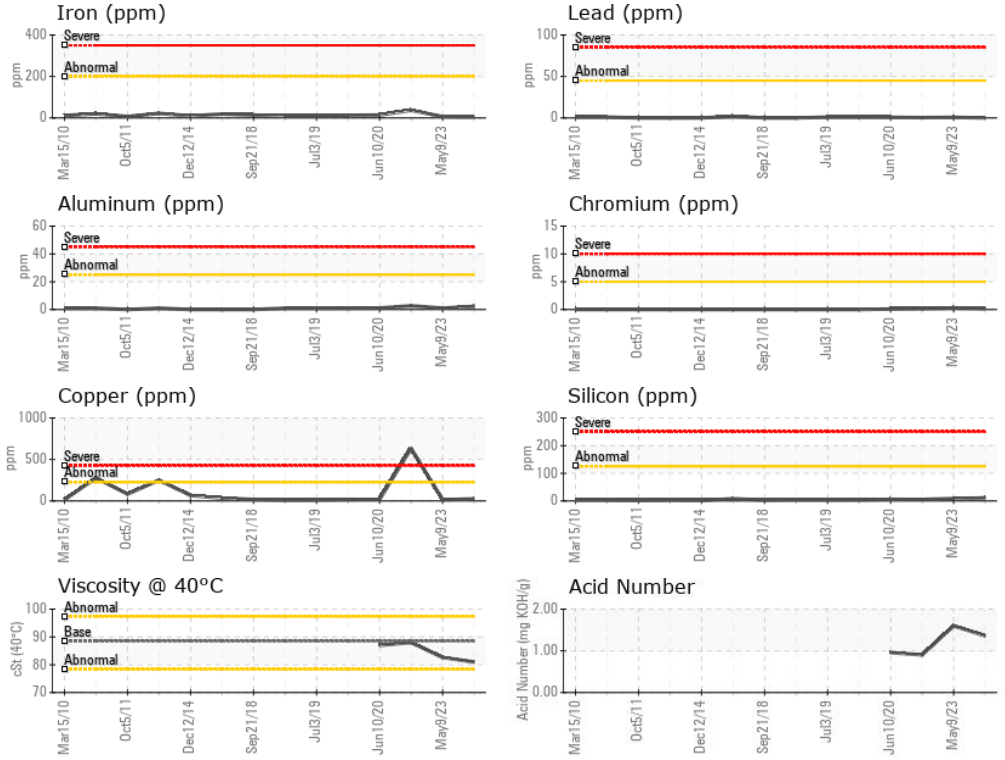 Iron (ppm)
400
200
0
ppm
Severe
Abnormal
Mar15/10
Oct5/11
Dec12/14
Sep21/18
Jul3/19
Jun10/20
May9/23
Lead (ppm)
100
50
0
ppm
Severe
Abnormal
Mar15/10
Oct5/11
Dec12/14
Sep21/18
Jul3/19
Jun10/20
May9/23
Aluminum (ppm)
60
40
20
0
ppm
Severe
Abnormal
Mar15/10
Oct5/11
Dec12/14
Sep21/18
Jul3/19
Jun10/20
May9/23
Chromium (ppm)
15
10
5
0
ppm
Severe
Abnormal
Mar15/10
Oct5/11
Dec12/14
Sep21/18
Jul3/19
Jun10/20
May9/23
Copper (ppm)
1000
500
0
ppm
Severe
Abnormal
Mar15/10
Oct5/11
Dec12/14
Sep21/18
Jul3/19
Jun10/20
May9/23
Silicon (ppm)
300
200
100
0
ppm
Severe
Abnormal
Mar15/10
Oct5/11
Dec12/14
Sep21/18
Jul3/19
Jun10/20
May9/23
Viscosity @ 40°C
100
90
80
70
cSt (40°C)
Abnormal
Base
Abnormal
Mar15/10
Oct5/11
Dec12/14
Sep21/18
Jul3/19
Jun10/20
May9/23
Acid Number
2.00
1.00
0.00
Acid Number (mg KOH/g)
Mar15/10
Oct5/11
Dec12/14
Sep21/18
Jul3/19
Jun10/20
May9/23